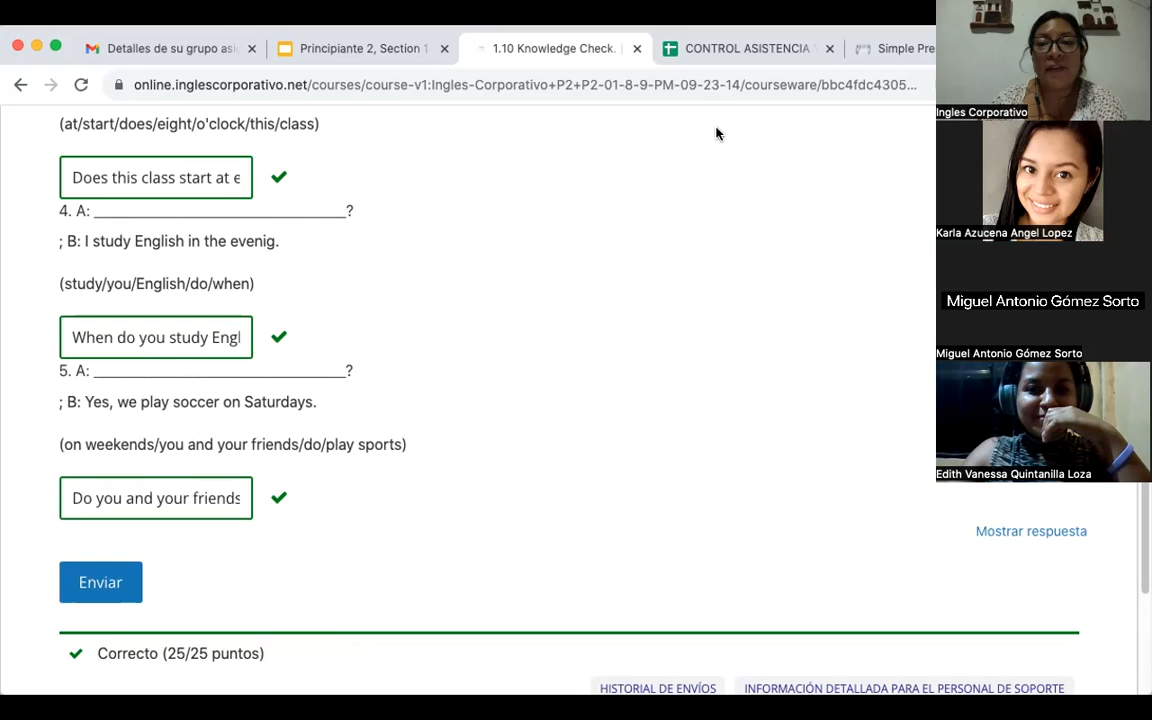 Detalles de su grupo asi
Principiante 2, Section 1
1.10 Knowledge Check.
CONTROL ASISTENCIA
Simple Pre
online.inglescorporativo.net/courses/course-v1:Ingles-Corporativo+P2+P2-01-8-9-PM-09-23-14/courseware/bbc4fdc4305...
(at/start/does/eight/o'clock/this/class)
Does this class start at e
4. A: ______________________________?
; B: I study English in the evenig.
(study/you/English/do/when)
When do you study Engl
5. A: ______________________________?
; B: Yes, we play soccer on Saturdays.
(on weekends/you and your friends/do/play sports)
Do you and your friends
Mostrar respuesta
Enviar
Correcto (25/25 puntos)
HISTORIAL DE ENVÍOS
INFORMACIÓN DETALLADA PARA EL PERSONAL DE SOPORTE
Ingles Corporativo
Karla Azucena Angel Lopez
Miguel Antonio Gómez Sorto
Miguel Antonio Gómez Sorto
Edith Vanessa Quintanilla Loza